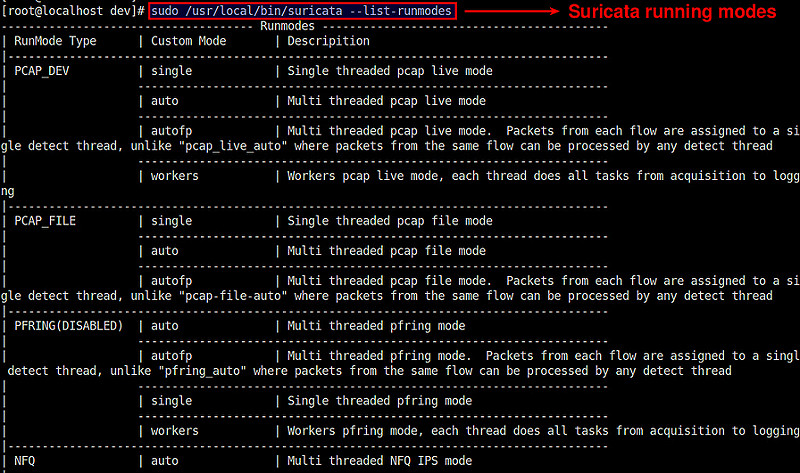 [root@localhost dev]# sudo /usr/local/bin/suricata --list-runmodes Suricata running modes
------------------------------------- Runmodes ------------------------------------------
| RunMode Type | Custom Mode | Descripition
|----------------------------------------------------------------------------------------
| PCAP_DEV | single | Single threaded pcap live mode
| --------------------------------------------------------------------
| | auto | Multi threaded pcap live mode
| --------------------------------------------------------------------
| | autofp | Multi threaded pcap live mode. Packets from each flow are assigned to a sin
gle detect thread, unlike "pcap_live_auto" where packets from the same flow can be processed by any detect thread
| --------------------------------------------------------------------
| | workers | Workers pcap live mode, each thread does all tasks from acquisition to loggi
ng
|----------------------------------------------------------------------------------------
| PCAP_FILE | single | Single threaded pcap file mode
| --------------------------------------------------------------------
| | auto | Multi threaded pcap file mode
| --------------------------------------------------------------------
| | autofp | Multi threaded pcap file mode. Packets from each flow are assigned to a sin
gle detect thread, unlike "pcap-file-auto" where packets from the same flow can be processed by any detect thread
|----------------------------------------------------------------------------------------
| PFRING(DISABLED) | auto | Multi threaded pfring mode
| --------------------------------------------------------------------
| | autofp | Multi threaded pfring mode. Packets from each flow are assigned to a single
detect thread, unlike "pfring_auto" where packets from the same flow can be processed by any detect thread
| --------------------------------------------------------------------
| | single | Single threaded pfring mode
| --------------------------------------------------------------------
| | workers | Workers pfring mode, each thread does all tasks from acquisition to logging
|----------------------------------------------------------------------------------------
| NFQ | auto | Multi threaded NFQ IPS mode